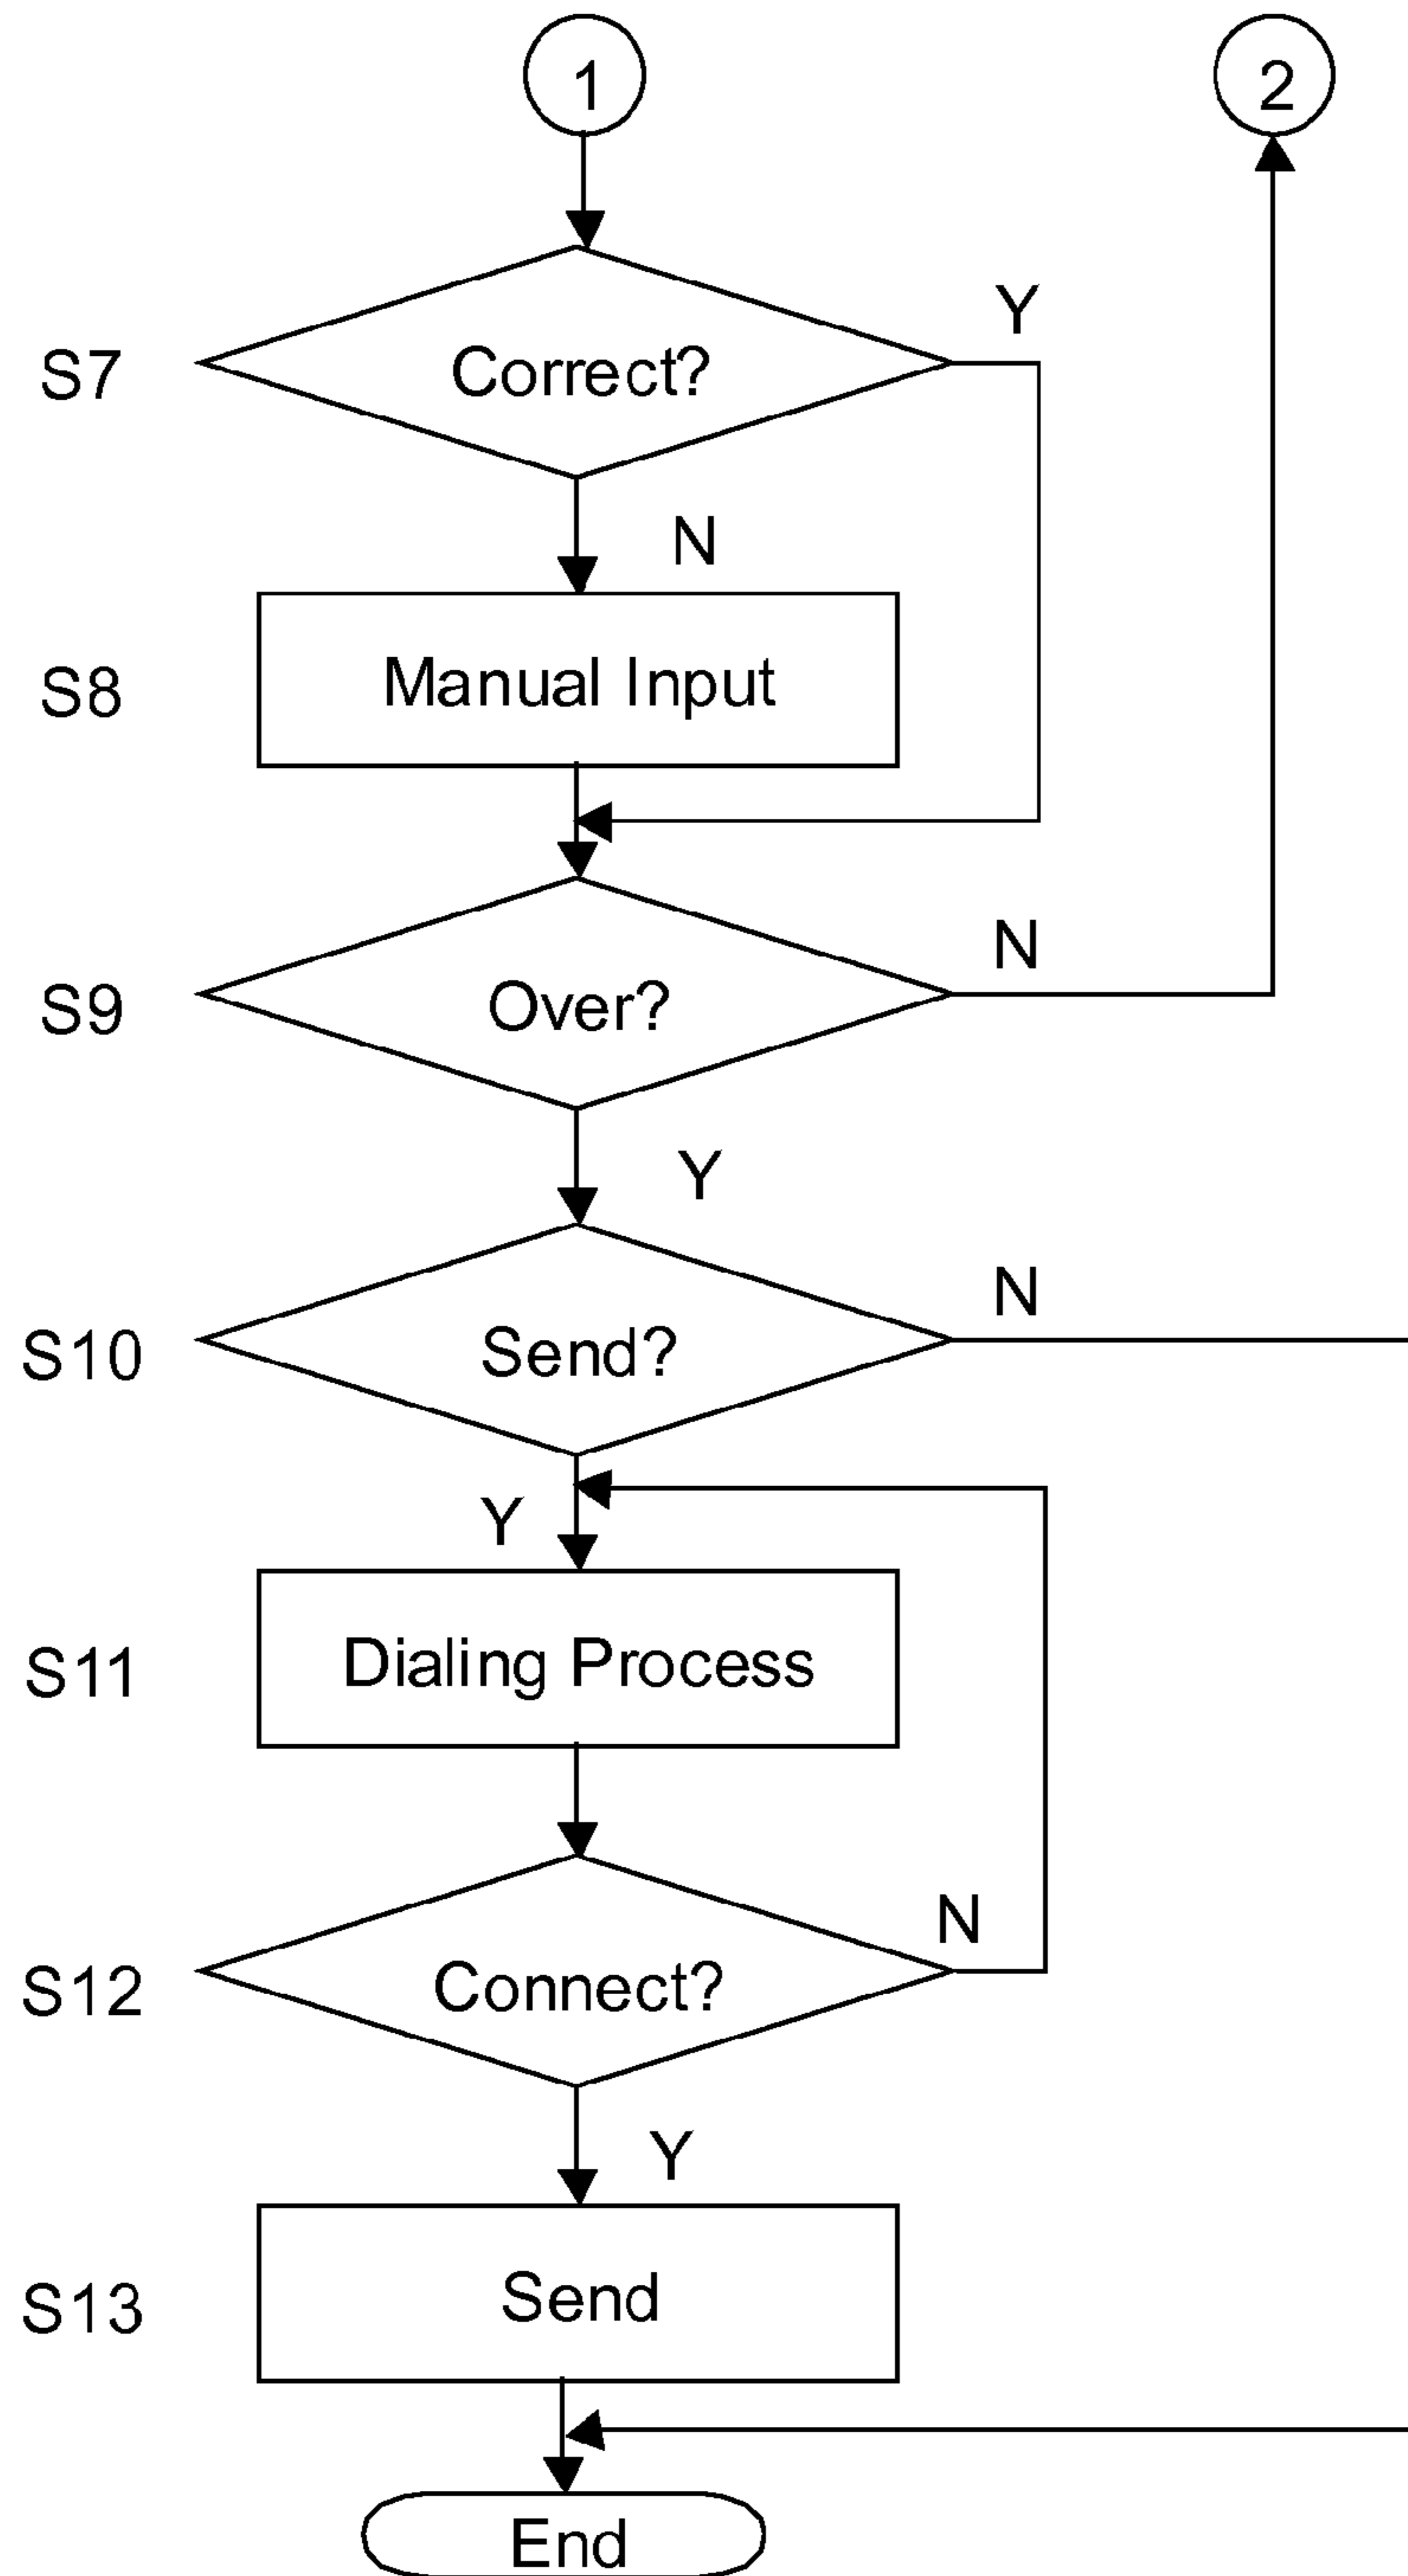 1
2
Y
S7
Correct?
N
S8
Manual Input
N
S9
Over?
Y
N
S10
Send?
Y
S11
Dialing Process
N
S12
Connect?
Y
S13
Send
End